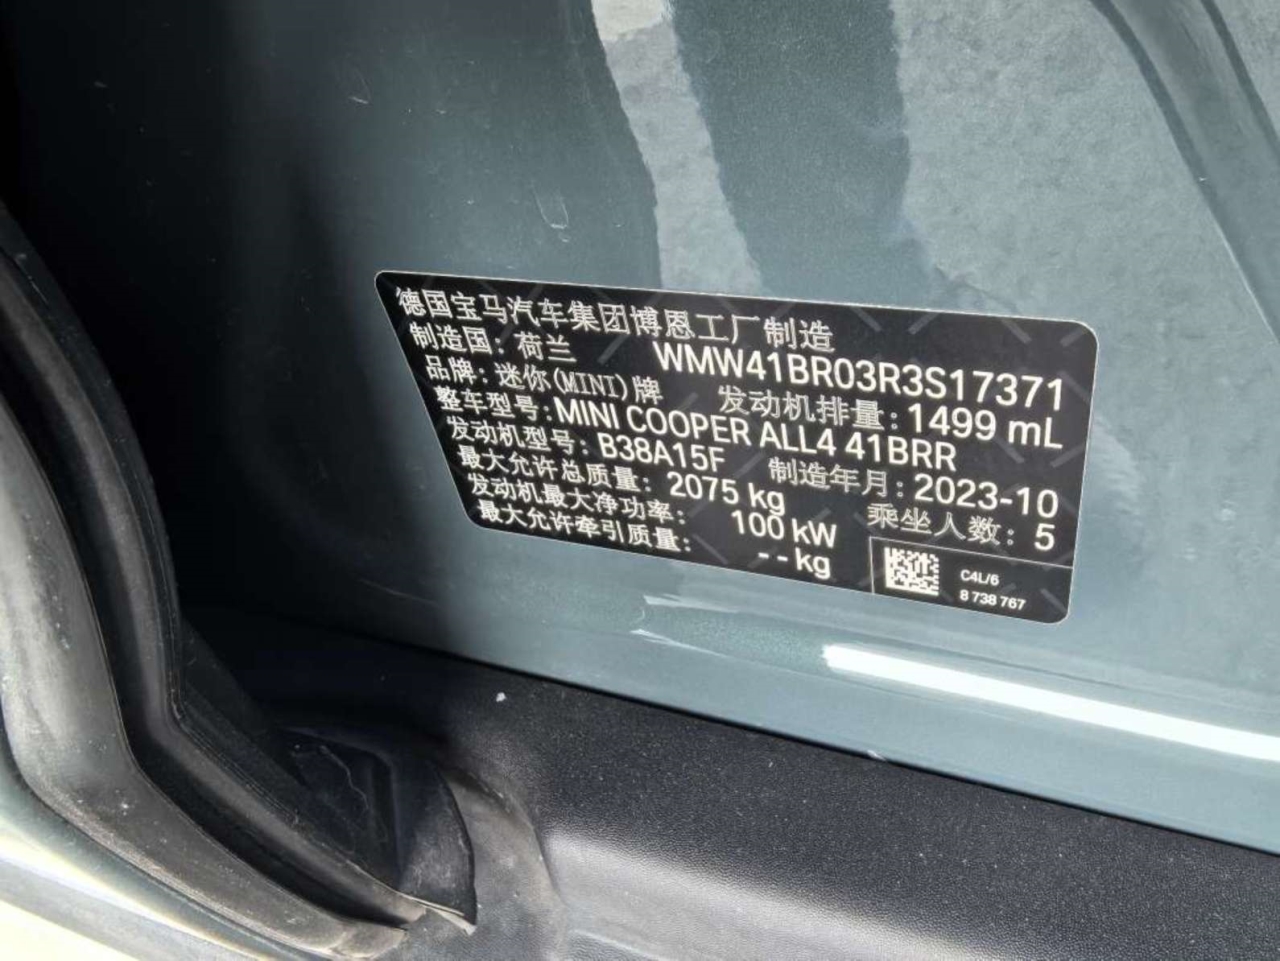 德国宝马汽车集团博恩工厂制造
制造国：荷兰 WMW41BR03R3S17371
品牌：迷你(MINI)牌 发动机排量：1499 mL
整车型号：MINI COOPER ALL4 41BRR
发动机型号：B38A15F 制造年月：2023-10
最大允许总质量：2075 kg 乘坐人数：5
发动机最大净功率：100 kW
最大允许牵引质量：--kg
C4L/6
8 738 767